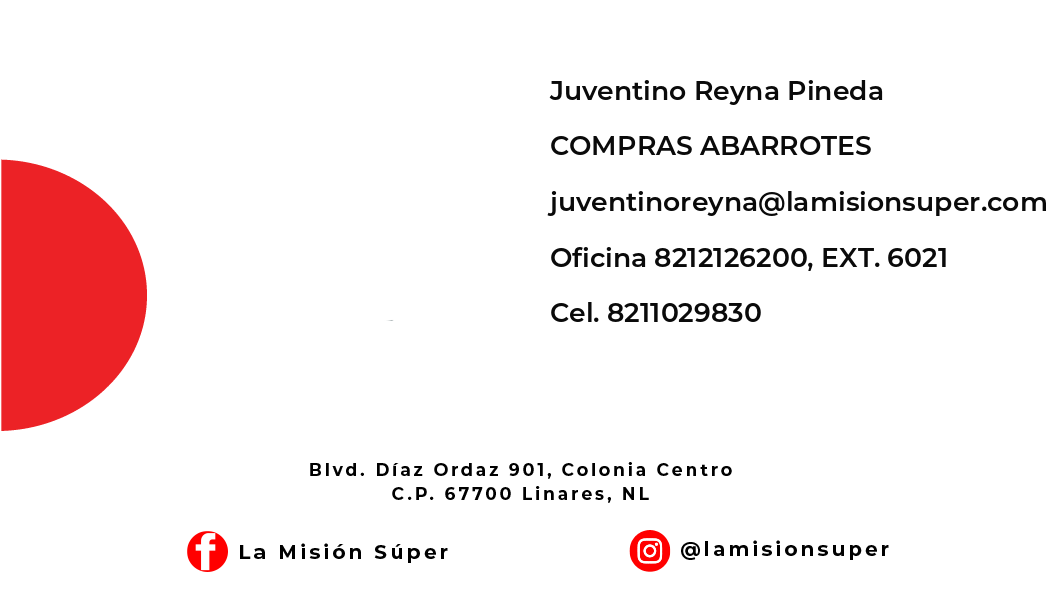 Juventino Reyna Pineda
COMPRAS ABARROTES
juventinoreyna@lamisionsuper.com
Oficina 8212126200, EXT. 6021
Cel. 8211029830
Blvd. Díaz Ordaz 901, Colonia Centro
C.P. 67700 Linares, NL
La Misión Súper
@lamisionsuper